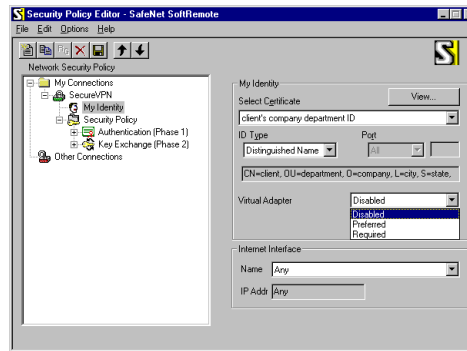 Security Policy Editor - SafeNet SoftRemote
File Edit Options Help
Network Security Policy
My Connections
SecureVPN
My Identity
Security Policy
Authentication (Phase 1)
Key Exchange (Phase 2)
Other Connections
My Identity
Select Certificate
View...
client's company department ID
ID Type
Port
Distinguished Name
All
CN=client, OU=department, O=company, L=city, S=state,
Virtual Adapter
Disabled
Disabled
Preferred
Required
Internet Interface
Name
Any
IP Addr
Any